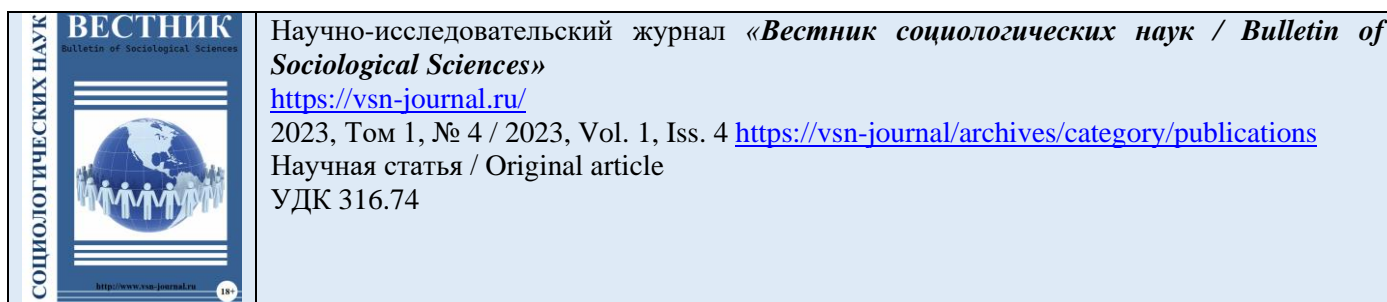 СОЦИОЛОГИЧЕСКИХ НАУК
ВЕСТНИК
Bulletin of Sociological Sciences
http://www.vsn-journal.ru
18+
Научно-исследовательский журнал «Вестник социологических наук / Bulletin of
Sociological Sciences»
https://vsn-journal.ru/
2023, Том 1, № 4 / 2023, Vol. 1, Iss. 4 https://vsn-journal/archives/category/publications
Научная статья / Original article
УДК 316.74